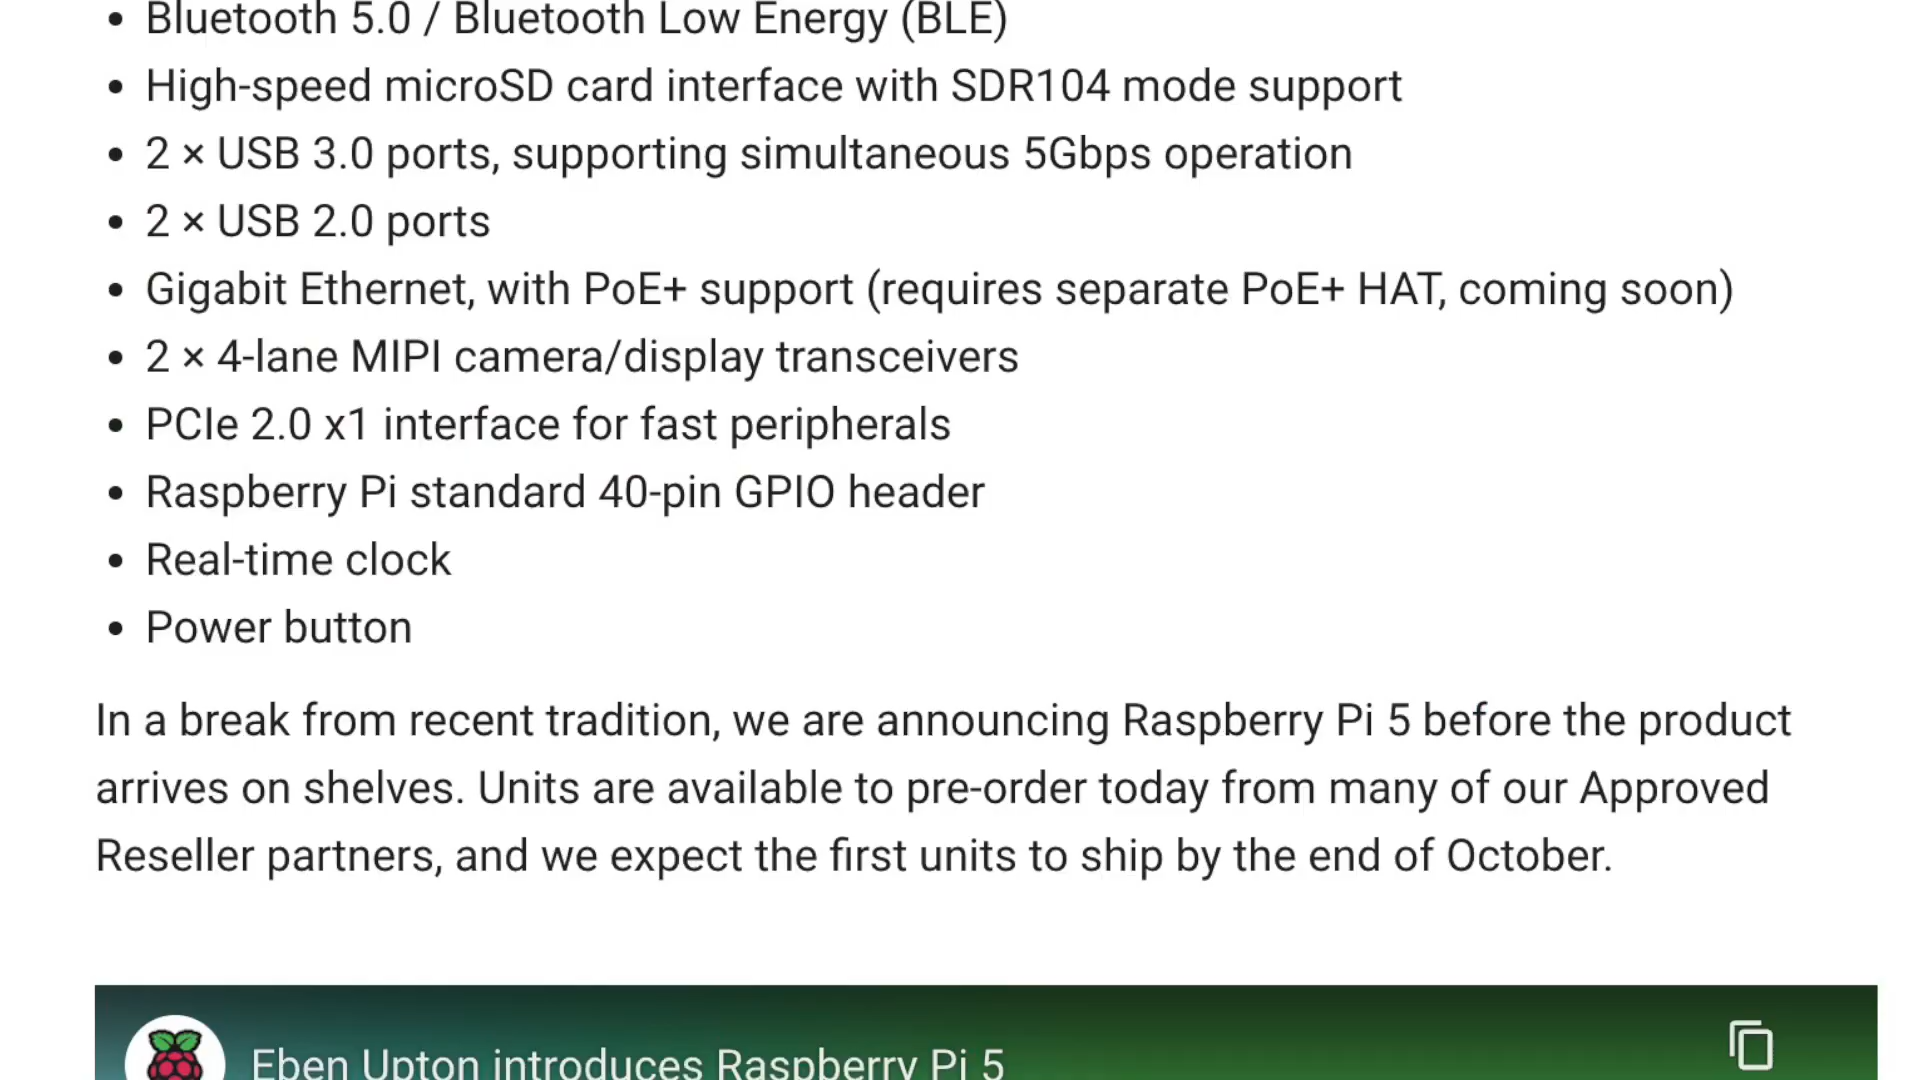 • Bluetooth 5.0 / Bluetooth Low Energy (BLE)
• High-speed microSD card interface with SDR104 mode support
• 2 × USB 3.0 ports, supporting simultaneous 5Gbps operation
• 2 × USB 2.0 ports
• Gigabit Ethernet, with PoE+ support (requires separate PoE+ HAT, coming soon)
• 2 × 4-lane MIPI camera/display transceivers
• PCIe 2.0 x1 interface for fast peripherals
• Raspberry Pi standard 40-pin GPIO header
• Real-time clock
• Power button
In a break from recent tradition, we are announcing Raspberry Pi 5 before the product
arrives on shelves. Units are available to pre-order today from many of our Approved
Reseller partners, and we expect the first units to ship by the end of October.
Eben Upton introduces Raspberry Pi 5